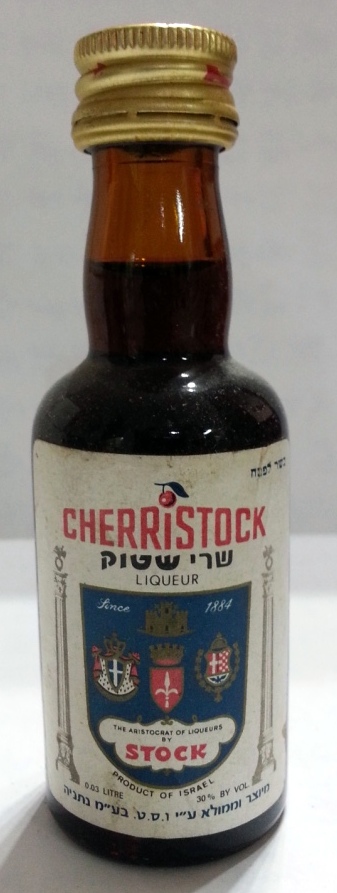 כשר לפסח
CHERRISTOCK
שרי שטוק
LIQUEUR
Since 1884
THE ARISTOCRAT OF LIQUEURS
BY
STOCK
PRODUCT OF ISRAEL
0.03 LITRE 30% BY VOL.
מיוצר וממולא ע״י ו.ס.ט. בע״מ נתניה